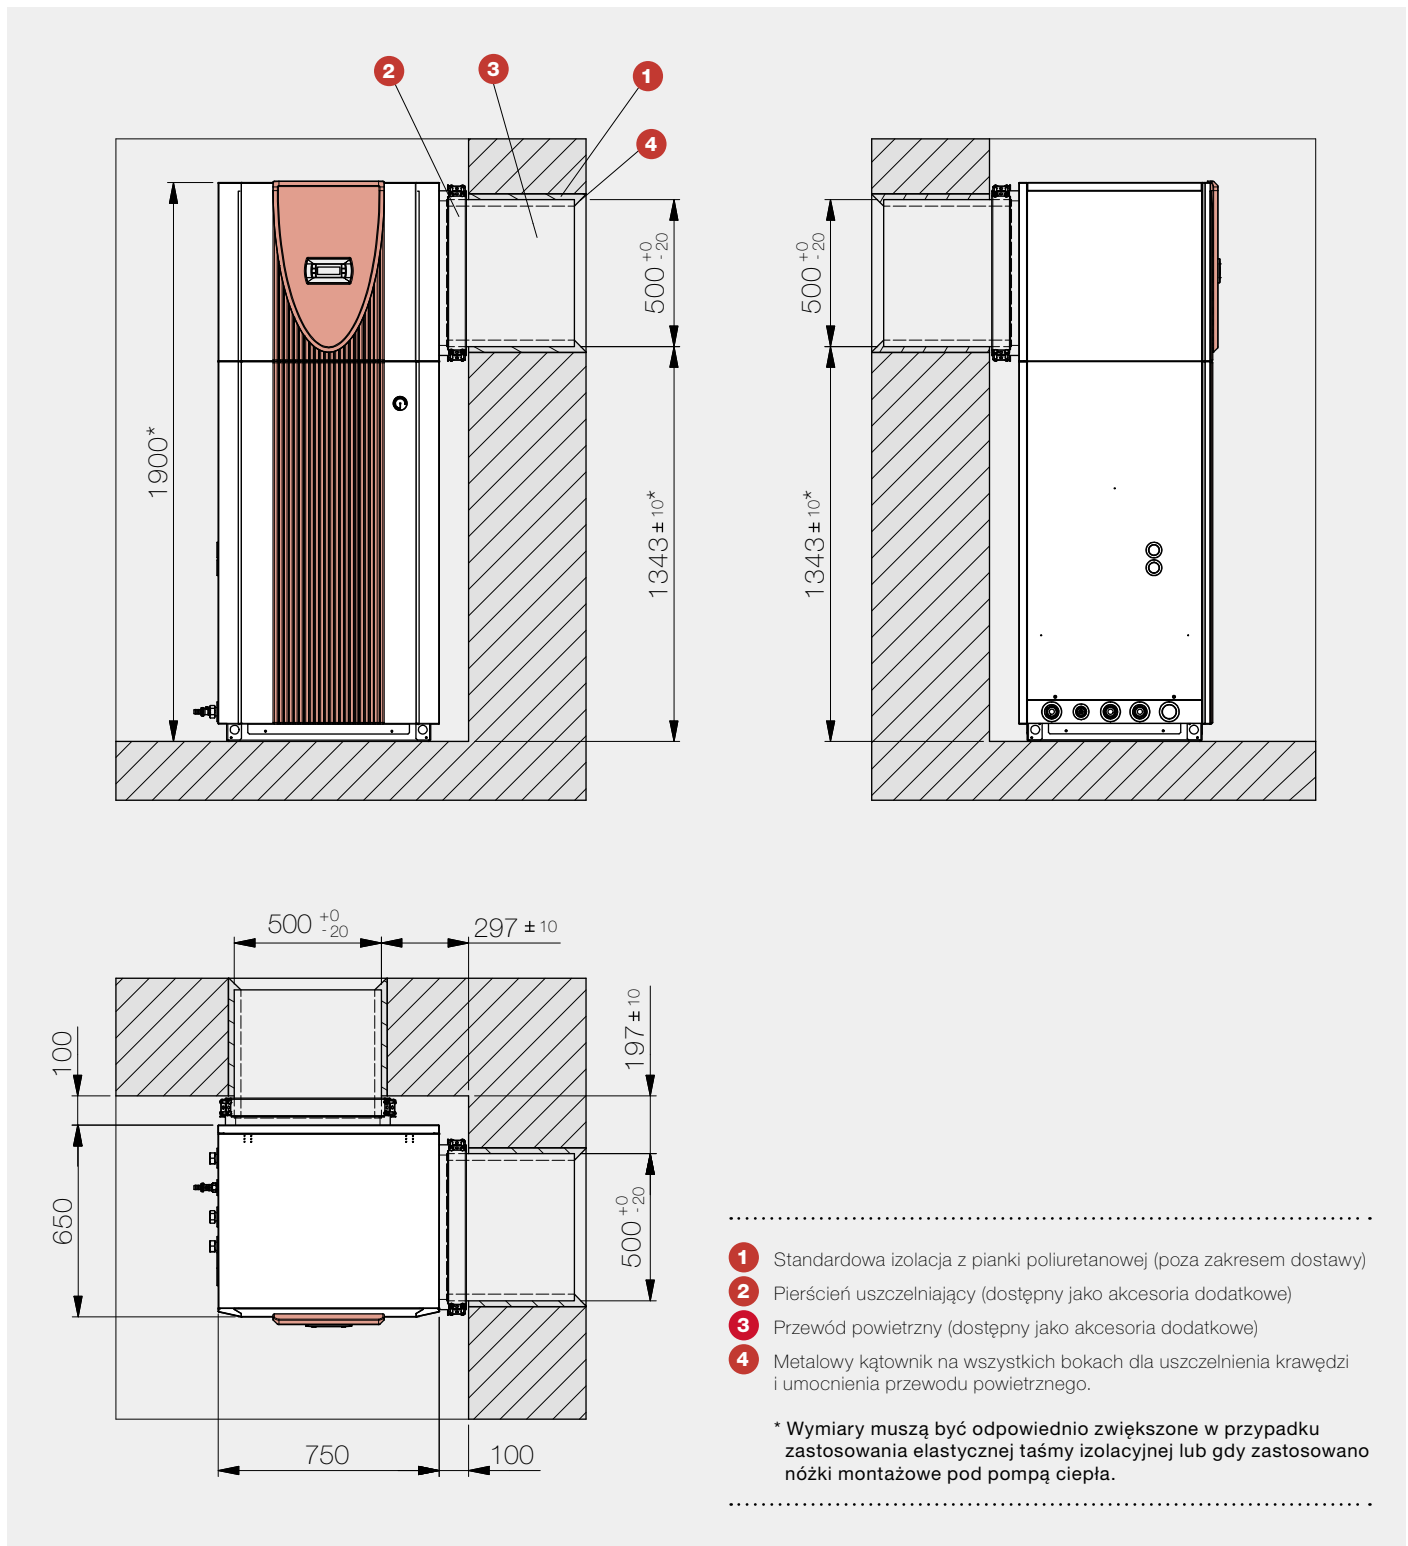 2
3
1
4
1900*
500 +0 -20
1343 ± 10*
500 +0 -20
1343 ± 10*
500 +0 -20
297 ± 10
100
650
197 ± 10
500 +0 -20
750
100
1 Standardowa izolacja z pianki poliuretanowej (poza zakresem dostawy)
2 Pierścień uszczelniający (dostępny jako akcesoria dodatkowe)
3 Przewód powietrzny (dostępny jako akcesoria dodatkowe)
4 Metalowy kątownik na wszystkich bokach dla uszczelnienia krawędzi
i umocnienia przewodu powietrznego.
* Wymiary muszą być odpowiednio zwiększone w przypadku
zastosowania elastycznej taśmy izolacyjnej lub gdy zastosowano
nóżki montażowe pod pompą ciepła.